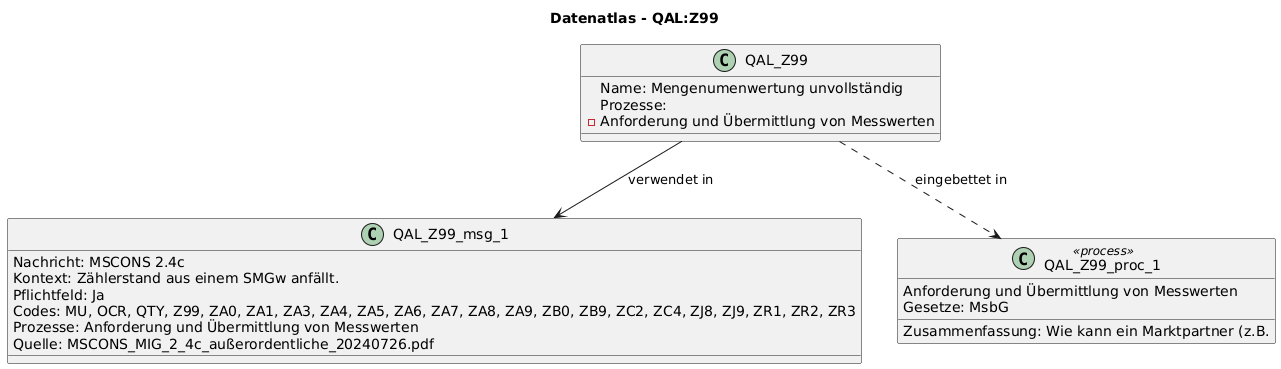 Datenatlas - QAL:Z99
C QAL_Z99
Name: Mengenumenwertung unvollständig
Prozesse:
Anforderung und Übermittlung von Messwerten
verwendet in
eingebettet in
C QAL_Z99_msg_1
Nachricht: MSCONS 2.4c
Kontext: Zählerstand aus einem SMGw anfällt.
Pflichtfeld: Ja
Codes: MU, OCR, QTY, Z99, ZA0, ZA1, ZA3, ZA4, ZA5, ZA6, ZA7, ZA8, ZA9, ZB0, ZB9, ZC2, ZC4, ZJ8, ZJ9, ZR1, ZR2, ZR3
Prozesse: Anforderung und Übermittlung von Messwerten
Quelle: MSCONS_MIG_2_4c_außerordentliche_20240726.pdf
«process»
C QAL_Z99_proc_1
Anforderung und Übermittlung von Messwerten
Gesetze: MsbG
Zusammenfassung: Wie kann ein Marktpartner (z.B.